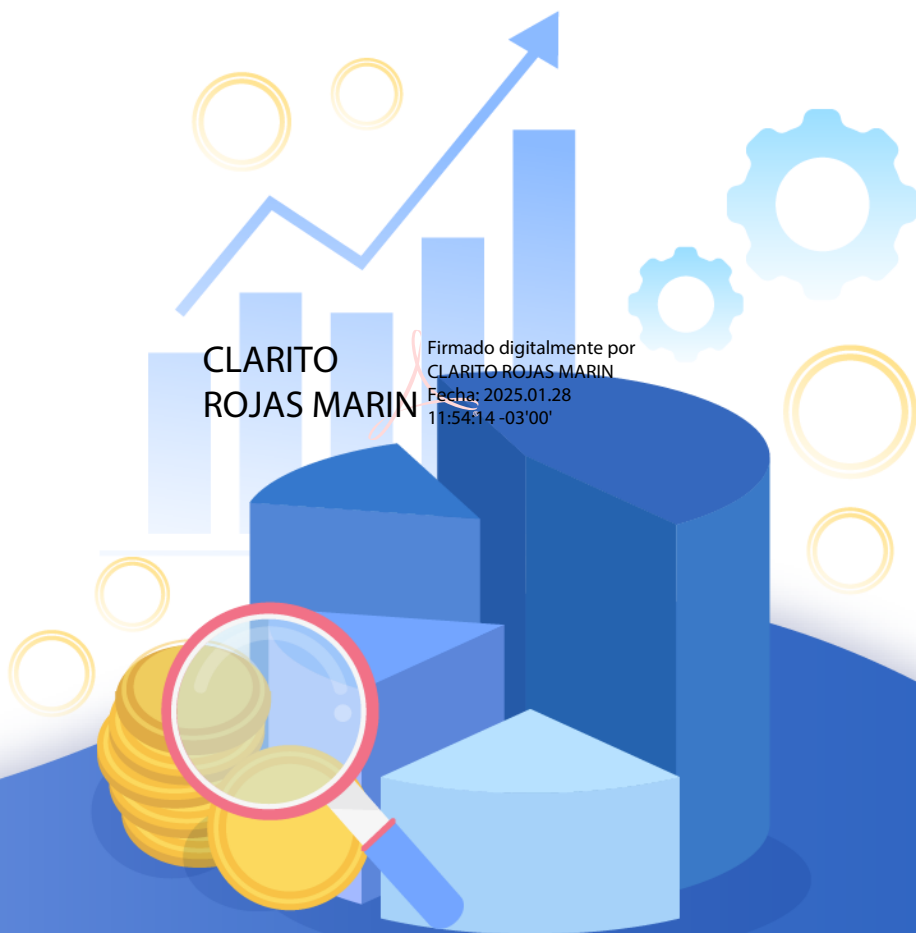 CLARITO
ROJAS MARIN
Firmado digitalmente por
CLARITO ROJAS MARIN
Fecha: 2025.01.28
11:54:14 -03'00'